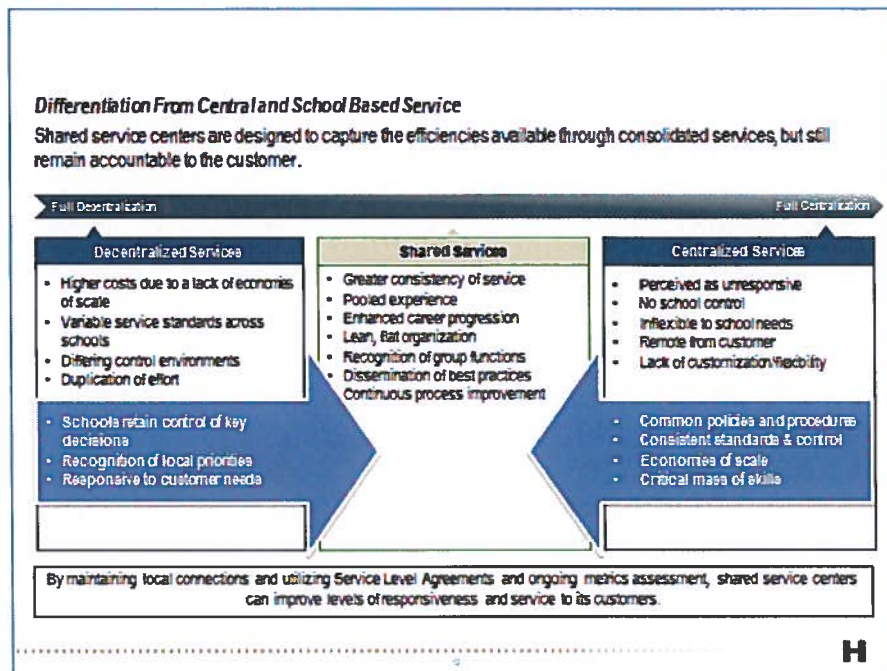 Differentiation From Central and School Based Service
Shared service centers are designed to capture the efficiencies available through consolidated services, but still
remain accountable to the customer.
Full Decentralization
Full Centralization
Decentralized Services
• Higher costs due to a lack of economies
of scale
• Variable service standards across
schools
• Differing control environments
• Duplication of effort
• Schools retain control of key
decisions
• Recognition of local priorities
• Responsive to customer needs
Shared Services
• Greater consistency of service
• Pooled experience
• Enhanced career progression
• Lean, flat organization
• Recognition of group functions
• Dissemination of best practices
Continuous process improvement
Centralized Services
• Perceived as unresponsive
• No school control
• Inflexible to school needs
• Remote from customer
• Lack of customization/flexibility
• Common policies and procedures
• Consistent standards & control
• Economies of scale
• Critical mass of skills
By maintaining local connections and utilizing Service Level Agreements and ongoing metrics assessment, shared service centers
can improve levels of responsiveness and service to its customers.
H